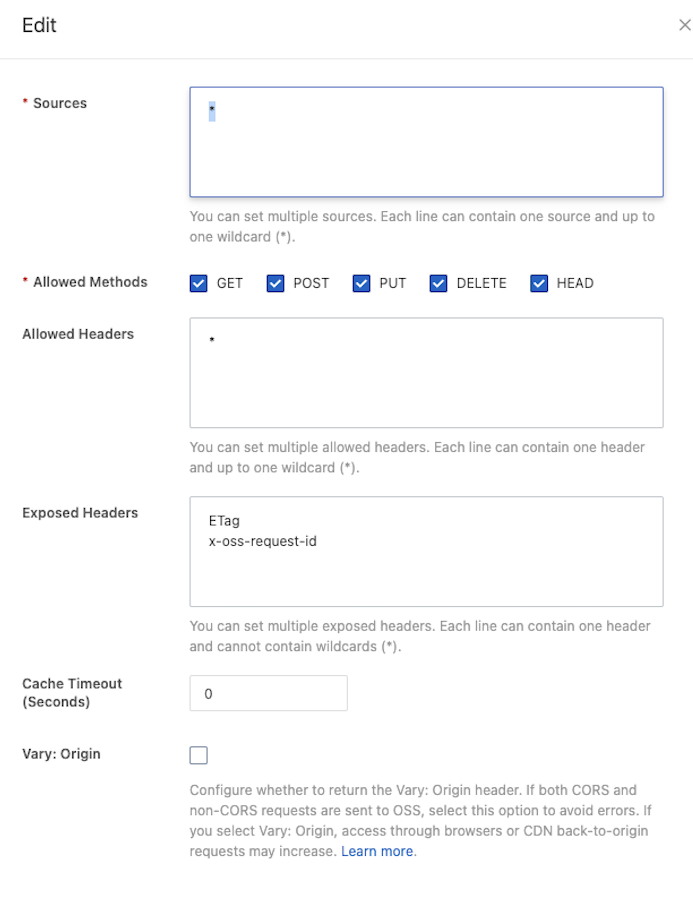 Edit
* Sources
*
You can set multiple sources. Each line can contain one source and up to
one wildcard (*).
* Allowed Methods
GET POST PUT DELETE HEAD
Allowed Headers
*
You can set multiple allowed headers. Each line can contain one header
and up to one wildcard (*).
Exposed Headers
ETag
x-oss-request-id
You can set multiple exposed headers. Each line can contain one header
and cannot contain wildcards (*).
Cache Timeout
(Seconds)
0
Vary: Origin
Configure whether to return the Vary: Origin header. If both CORS and
non-CORS requests are sent to OSS, select this option to avoid errors. If
you select Vary: Origin, access through browsers or CDN back-to-origin
requests may increase. Learn more.